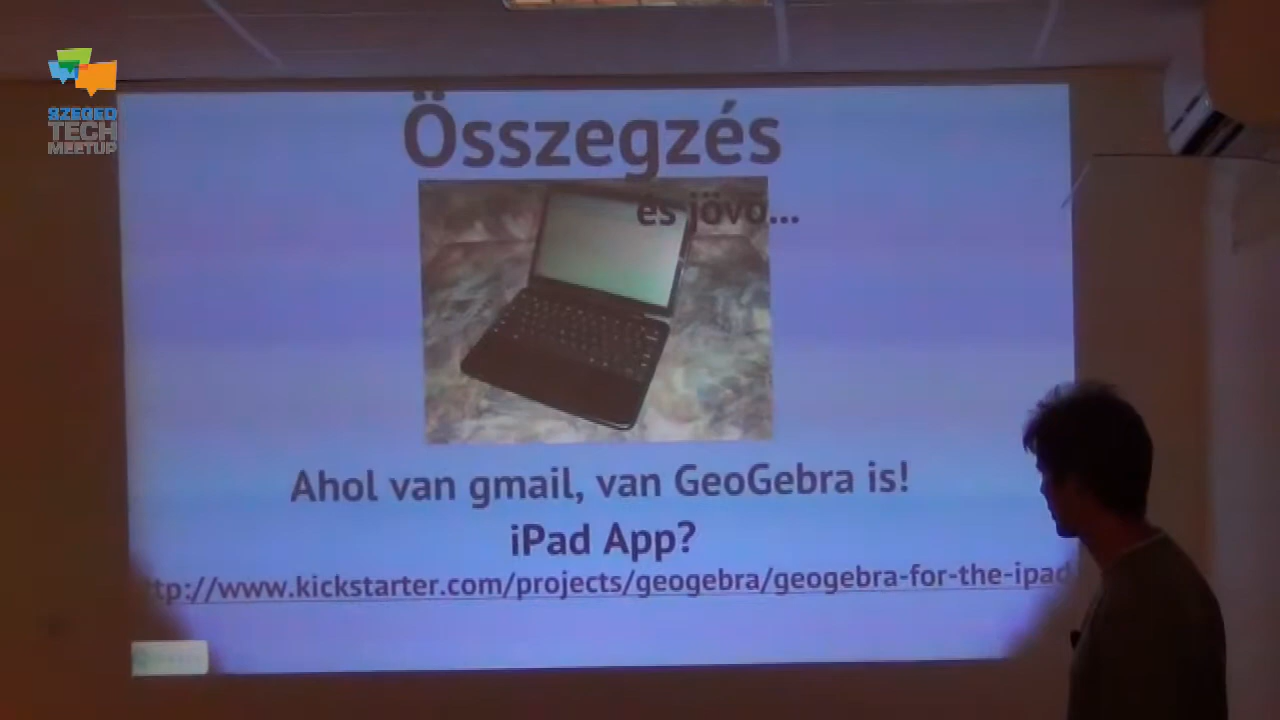 SZEGED
TECH
MEETUP
Összegzés
és jövő...
Ahol van gmail, van GeoGebra is!
iPad App?
tp://www.kickstarter.com/projects/geogebra/geogebra-for-the-ipad